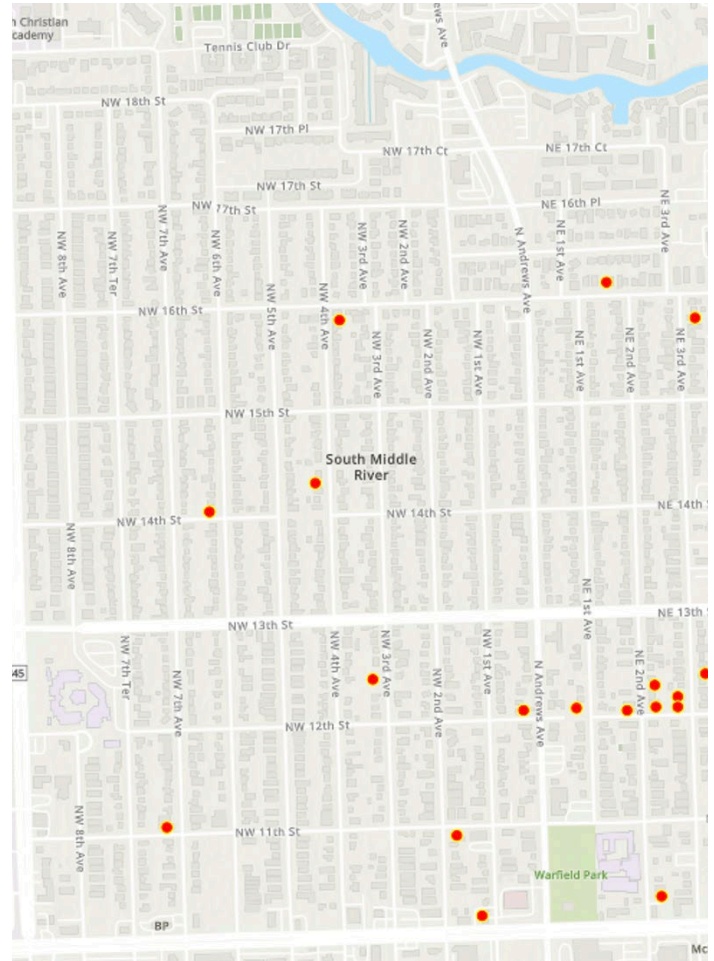 n Christian
cademy
ews Ave
Tennis Club Dr
NW 18th St
NW 17th Pl
NW 17th Ct
NE 17th Ct
NW 17th St
NW 17th St
NE 16th Pl
NE 3rd Ave
NW 8th Ave
NW 7th Ter
NW 7th Ave
NW 6th Ave
NW 5th Ave
NW 4th Ave
NW 3rd Ave
NW 2nd Ave
N Andrews Ave
NE 1st Ave
NW 16th St
NW 3rd Ave
NW 2nd Ave
NW 1st Ave
NE 1st Ave
NE 2nd Ave
NE 3rd Ave
NW 15th St
South Middle
River
NW 14th St
NW 14th St
NE 14th S
NW 8th Ave
NE 1st Ave
NW 13th St
NE 13th S
45
NW 7th Ter
NW 7th Ave
NW 4th Ave
NW 3rd Ave
NW 2nd Ave
NW 1st Ave
N Andrews Ave
NE 2nd Ave
NW 12th St
NW 8th Ave
NW 11th St
Warfield Park
BP
Mc